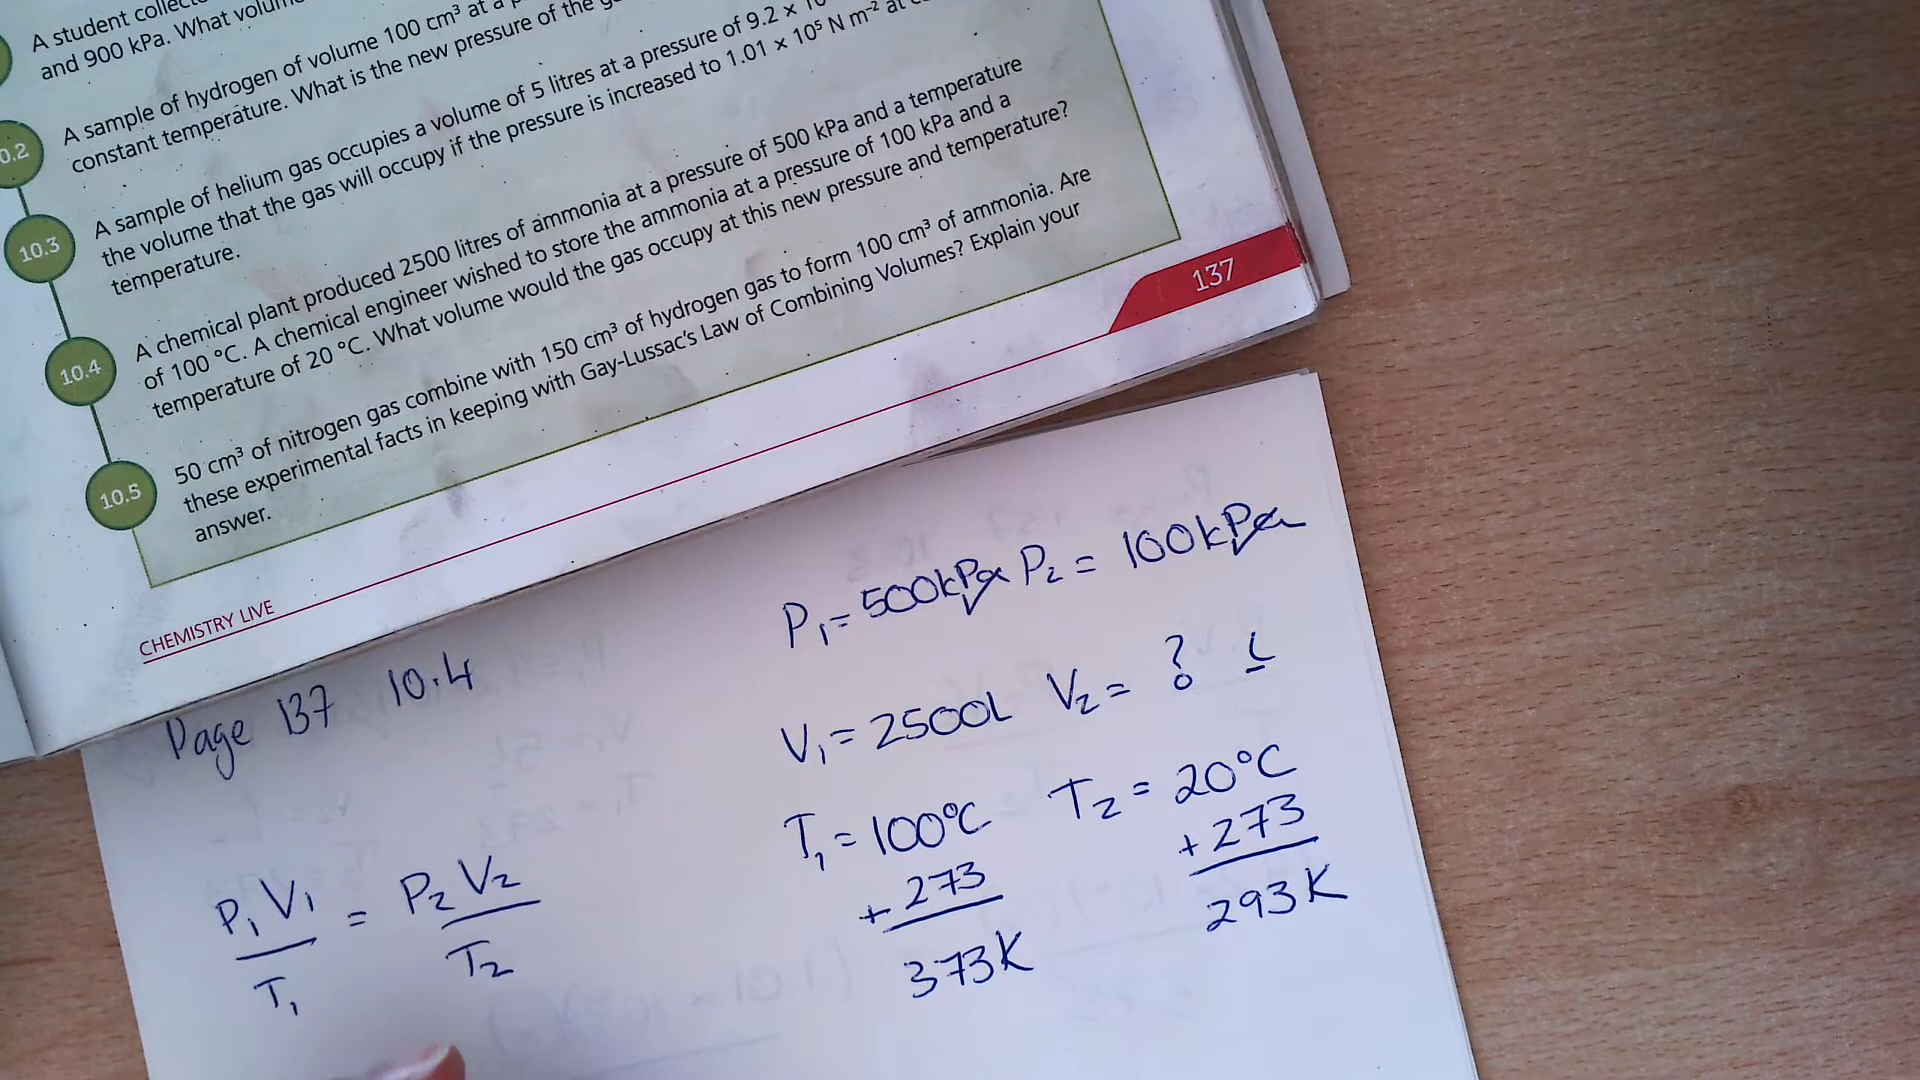 A student collec
and 900 kPa. What volum
0.2
A sample of hydrogen of volume 100 cm³ at a
constant temperature. What is the new pressure of the
10.3
A sample of helium gas occupies a volume of 5 litres at a pressure of 9.2 × 10
the volume that the gas will occupy if the pressure is increased to 1.01 × 10⁵ N m⁻² at
temperature.
10.4
A chemical plant produced 2500 litres of ammonia at a pressure of 500 kPa and a temperature
of 100 °C. A chemical engineer wished to store the ammonia at a pressure of 100 kPa and a
temperature of 20 °C. What volume would the gas occupy at this new pressure and temperature?
10.5
50 cm³ of nitrogen gas combine with 150 cm³ of hydrogen gas to form 100 cm³ of ammonia. Are
these experimental facts in keeping with Gay-Lussac's Law of Combining Volumes? Explain your
answer.
137
CHEMISTRY LIVE
Page 137 10.4
P₁ = 500kPa P₂ = 100kPa
V₁ = 2500L V₂ = ? L
T₁ = 100°C T₂ = 20°C
+ 273 + 273
373K 293K
P₁V₁ = P₂V₂
T₁ T₂